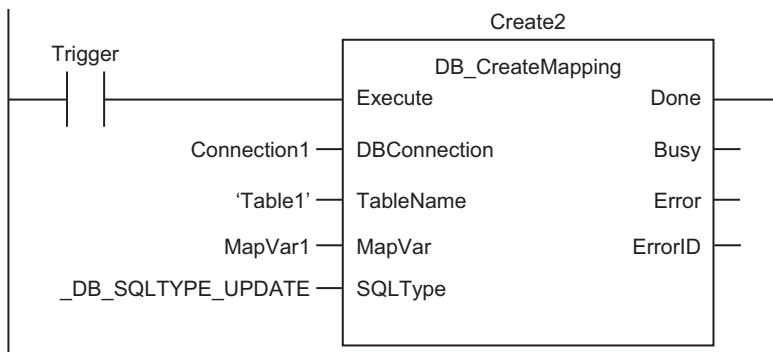 Create2
Trigger
DB_CreateMapping
Execute Done
Connection1 DBConnection Busy
‘Table1’ TableName Error
MapVar1 MapVar ErrorID
_DB_SQLTYPE_UPDATE SQLType